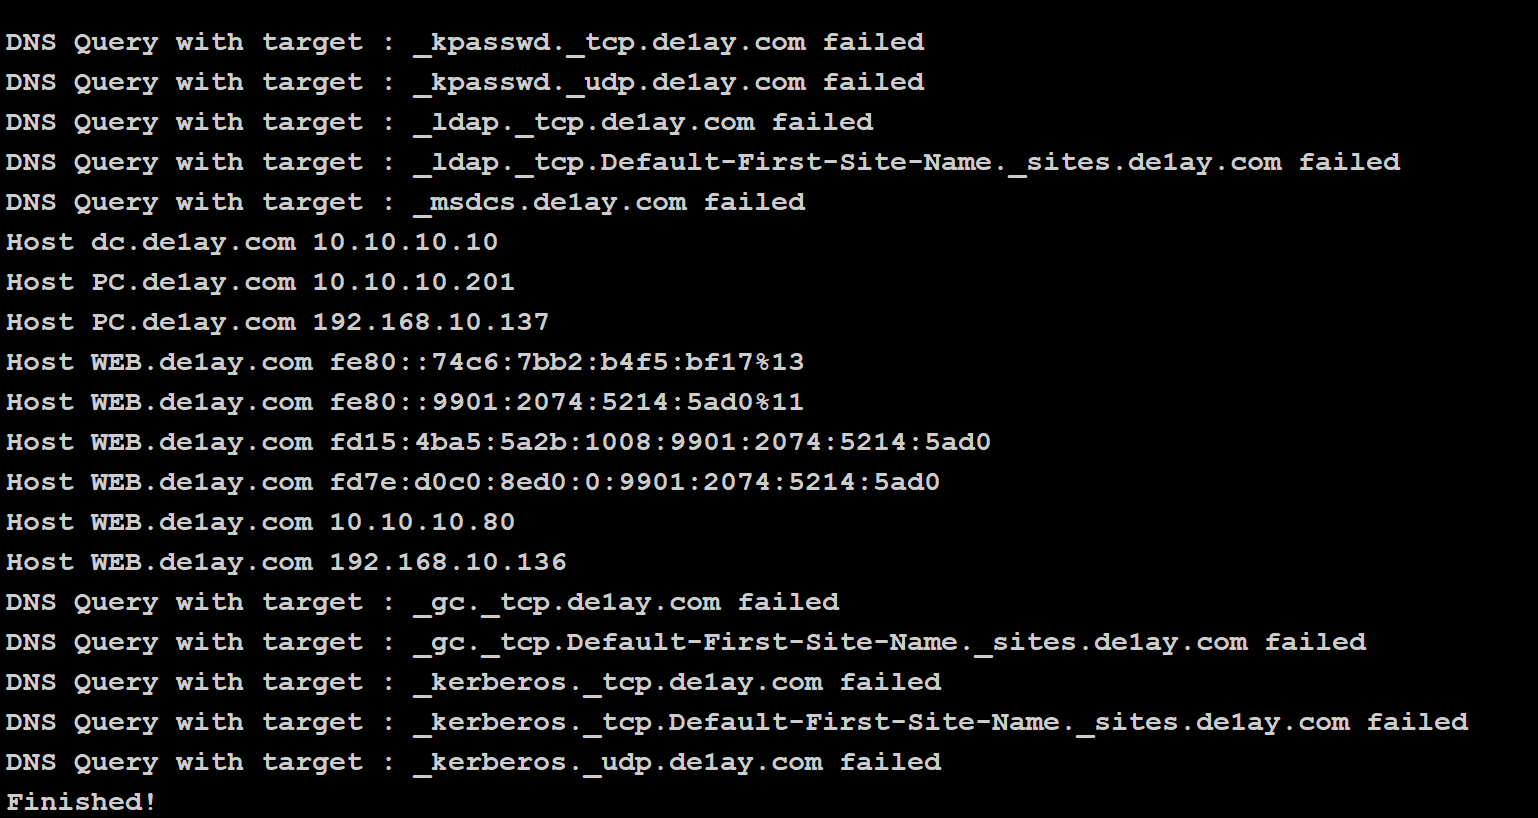 DNS Query with target : _kpasswd._tcp.de1ay.com failed
DNS Query with target : _kpasswd._udp.de1ay.com failed
DNS Query with target : _ldap._tcp.de1ay.com failed
DNS Query with target : _ldap._tcp.Default-First-Site-Name._sites.de1ay.com failed
DNS Query with target : _msdcs.de1ay.com failed
Host dc.de1ay.com 10.10.10.10
Host PC.de1ay.com 10.10.10.201
Host PC.de1ay.com 192.168.10.137
Host WEB.de1ay.com fe80::74c6:7bb2:b4f5:bf17%13
Host WEB.de1ay.com fe80::9901:2074:5214:5ad0%11
Host WEB.de1ay.com fd15:4ba5:5a2b:1008:9901:2074:5214:5ad0
Host WEB.de1ay.com fd7e:d0c0:8ed0:0:9901:2074:5214:5ad0
Host WEB.de1ay.com 10.10.10.80
Host WEB.de1ay.com 192.168.10.136
DNS Query with target : _gc._tcp.de1ay.com failed
DNS Query with target : _gc._tcp.Default-First-Site-Name._sites.de1ay.com failed
DNS Query with target : _kerberos._tcp.de1ay.com failed
DNS Query with target : _kerberos._tcp.Default-First-Site-Name._sites.de1ay.com failed
DNS Query with target : _kerberos._udp.de1ay.com failed
Finished!